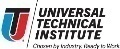 UNIVERSAL
TECHNICAL
INSTITUTE
Chosen by Industry. Ready to Work.